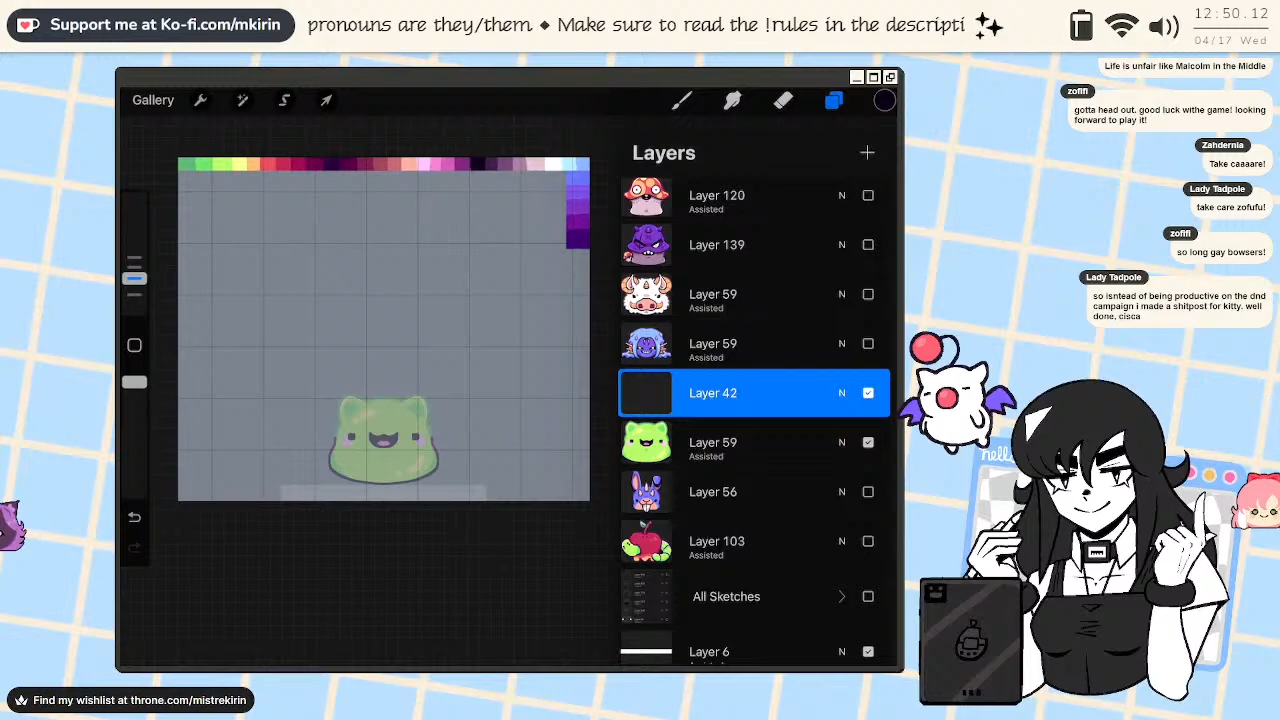 Support me at Ko-fi.com/mkirin
pronouns are they/them ◆ Make sure to read the !rules in the descripti
12:50.12
04/17 Wed
Life is unfair like Malcolm in the Middle
zofifi
gotta head out. good luck withe game! looking
forward to play it!
Zahdernia
Take caaaare!
Lady Tadpole
take care zofufu!
zofifi
so long gay bowsers!
Lady Tadpole
so isntead of being productive on the dnd
campaign i made a shitpost for kitty. well
done, cisca
Gallery
Layers
Layer 120
N
Assisted
Layer 139
N
Layer 59
N
Assisted
Layer 59
N
Assisted
Layer 42
N
Layer 59
N
Assisted
Layer 56
N
Layer 103
N
Assisted
All Sketches
Layer 6
N
Find my wishlist at throne.com/mistrekirin